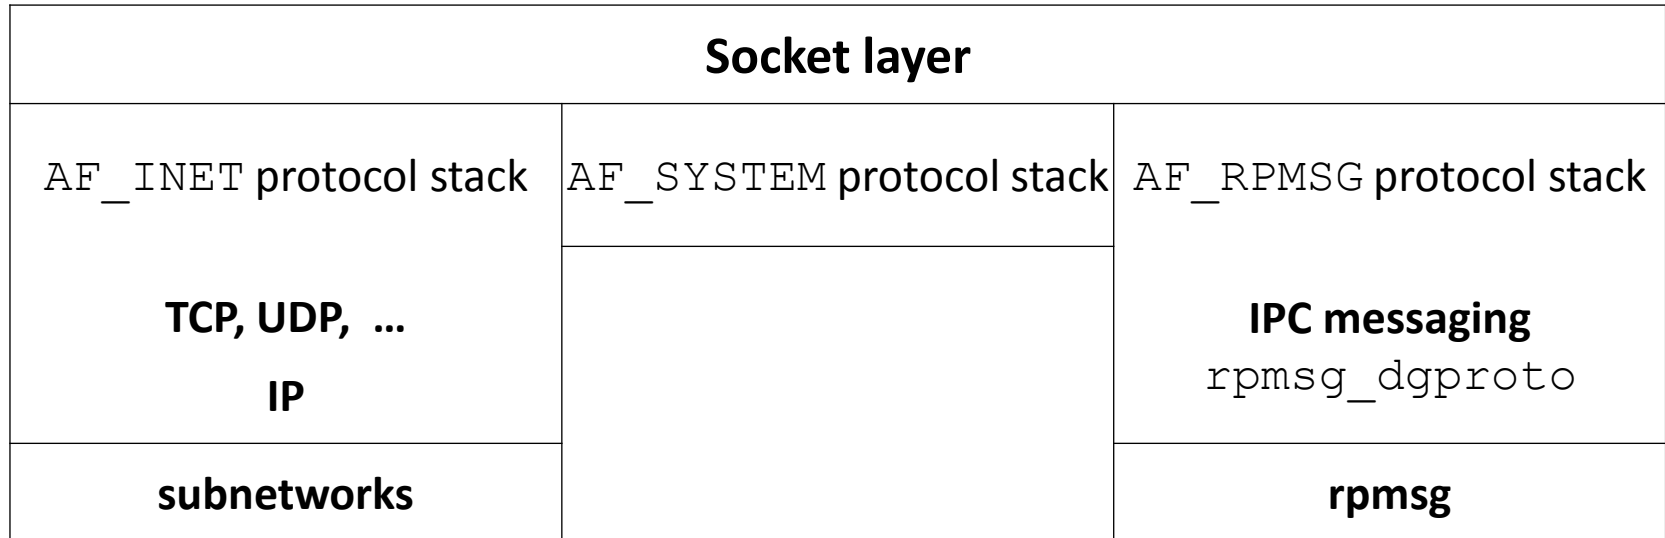 Socket layer
AF_INET protocol stack
AF_SYSTEM protocol stack
AF_RPMSG protocol stack
TCP, UDP, …
IP
IPC messaging
rpmsg_dgproto
subnetworks
rpmsg